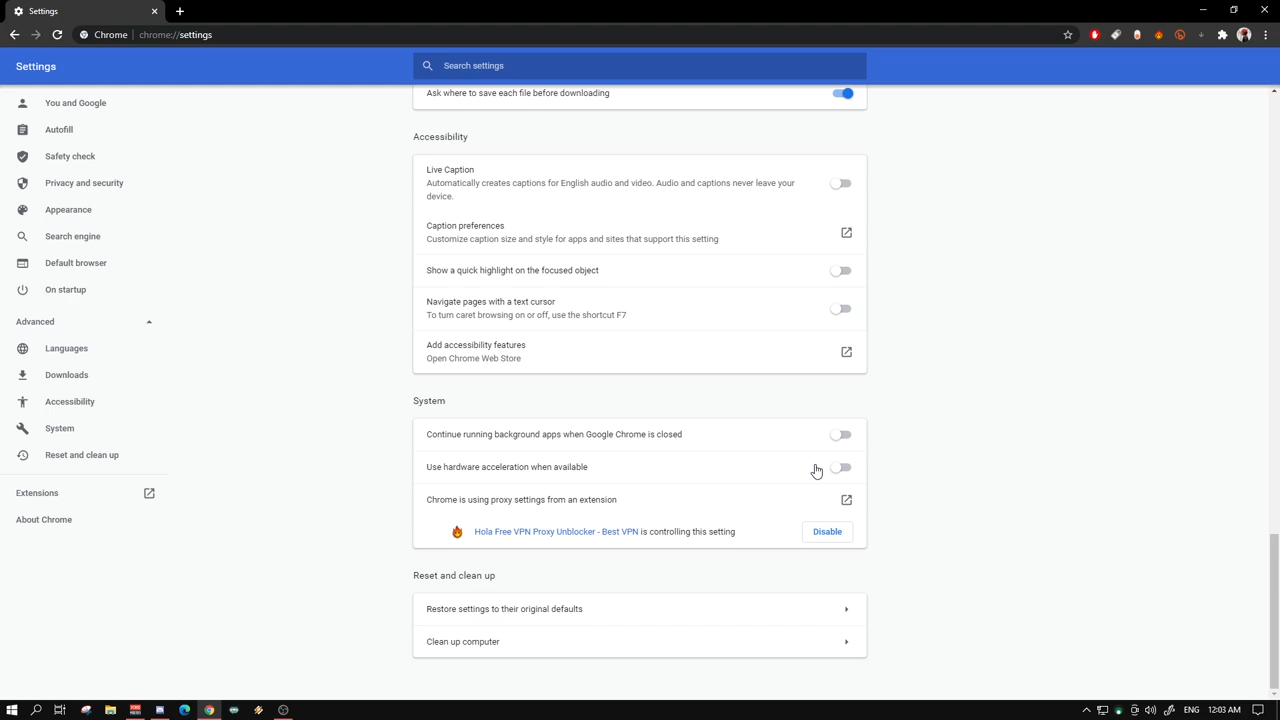 Settings
Chrome | chrome://settings
Settings
Search settings
You and Google
Autofill
Safety check
Privacy and security
Appearance
Search engine
Default browser
On startup
Advanced
Languages
Downloads
Accessibility
System
Reset and clean up
Extensions
About Chrome
Ask where to save each file before downloading
Accessibility
Live Caption
Automatically creates captions for English audio and video. Audio and captions never leave your
device.
Caption preferences
Customize caption size and style for apps and sites that support this setting
Show a quick highlight on the focused object
Navigate pages with a text cursor
To turn caret browsing on or off, use the shortcut F7
Add accessibility features
Open Chrome Web Store
System
Continue running background apps when Google Chrome is closed
Use hardware acceleration when available
Chrome is using proxy settings from an extension
Hola Free VPN Proxy Unblocker - Best VPN is controlling this setting
Disable
Reset and clean up
Restore settings to their original defaults
Clean up computer
12:03 AM